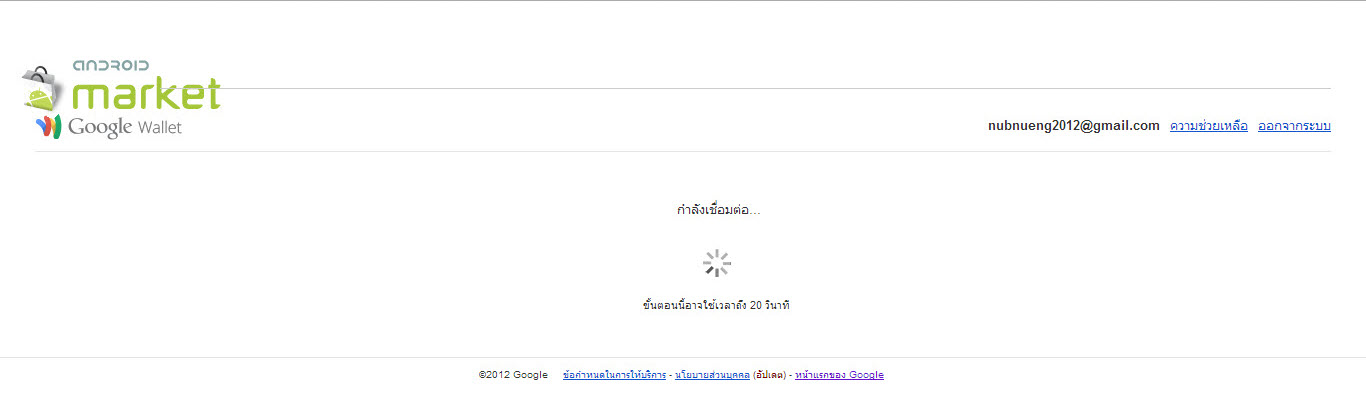 ANDROID
market
Google Wallet
nubnueng2012@gmail.com ความช่วยเหลือ ออกจากระบบ
กำลังเชื่อมต่อ...
ขั้นตอนนี้อาจใช้เวลาถึง 20 วินาที
©2012 Google ข้อกำหนดในการให้บริการ - นโยบายส่วนบุคคล (อัปเดต) - หน้าแรกของ Google